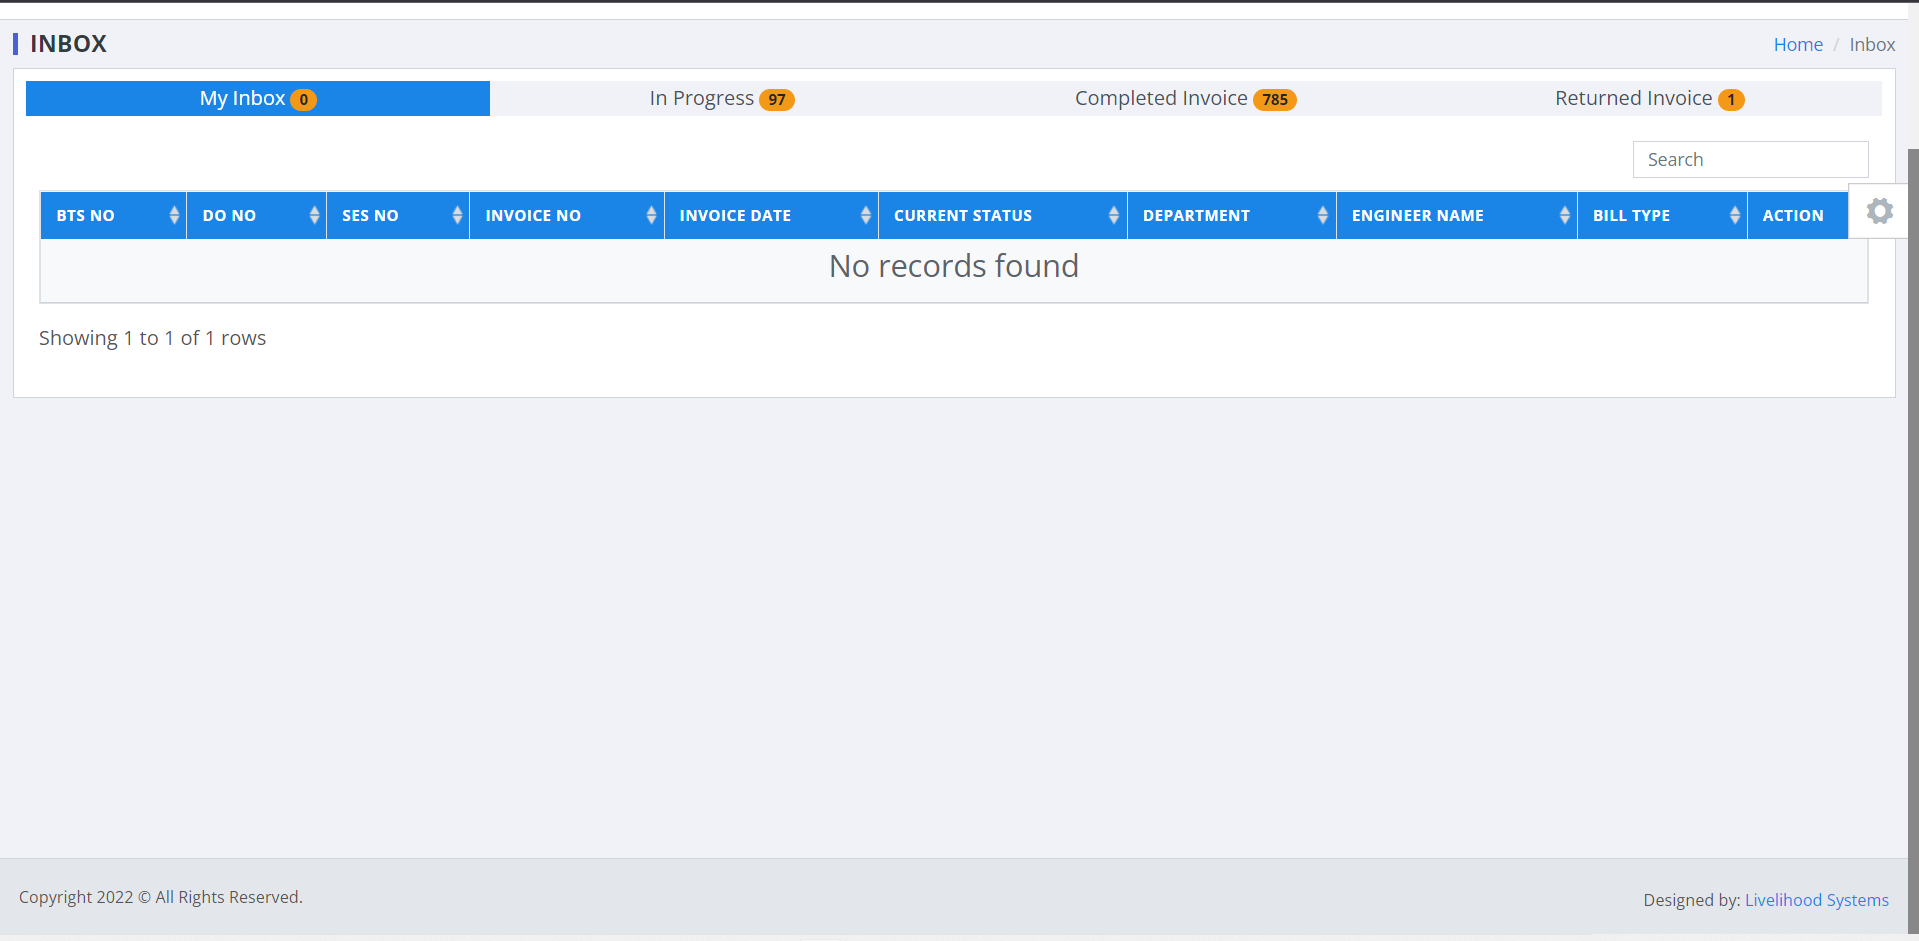 INBOX
Home / Inbox
My Inbox 0
In Progress 97
Completed Invoice 785
Returned Invoice 1
Search
BTS NO DO NO SES NO INVOICE NO INVOICE DATE CURRENT STATUS DEPARTMENT ENGINEER NAME BILL TYPE ACTION
No records found
Showing 1 to 1 of 1 rows
Copyright 2022 © All Rights Reserved.
Designed by: Livelihood Systems